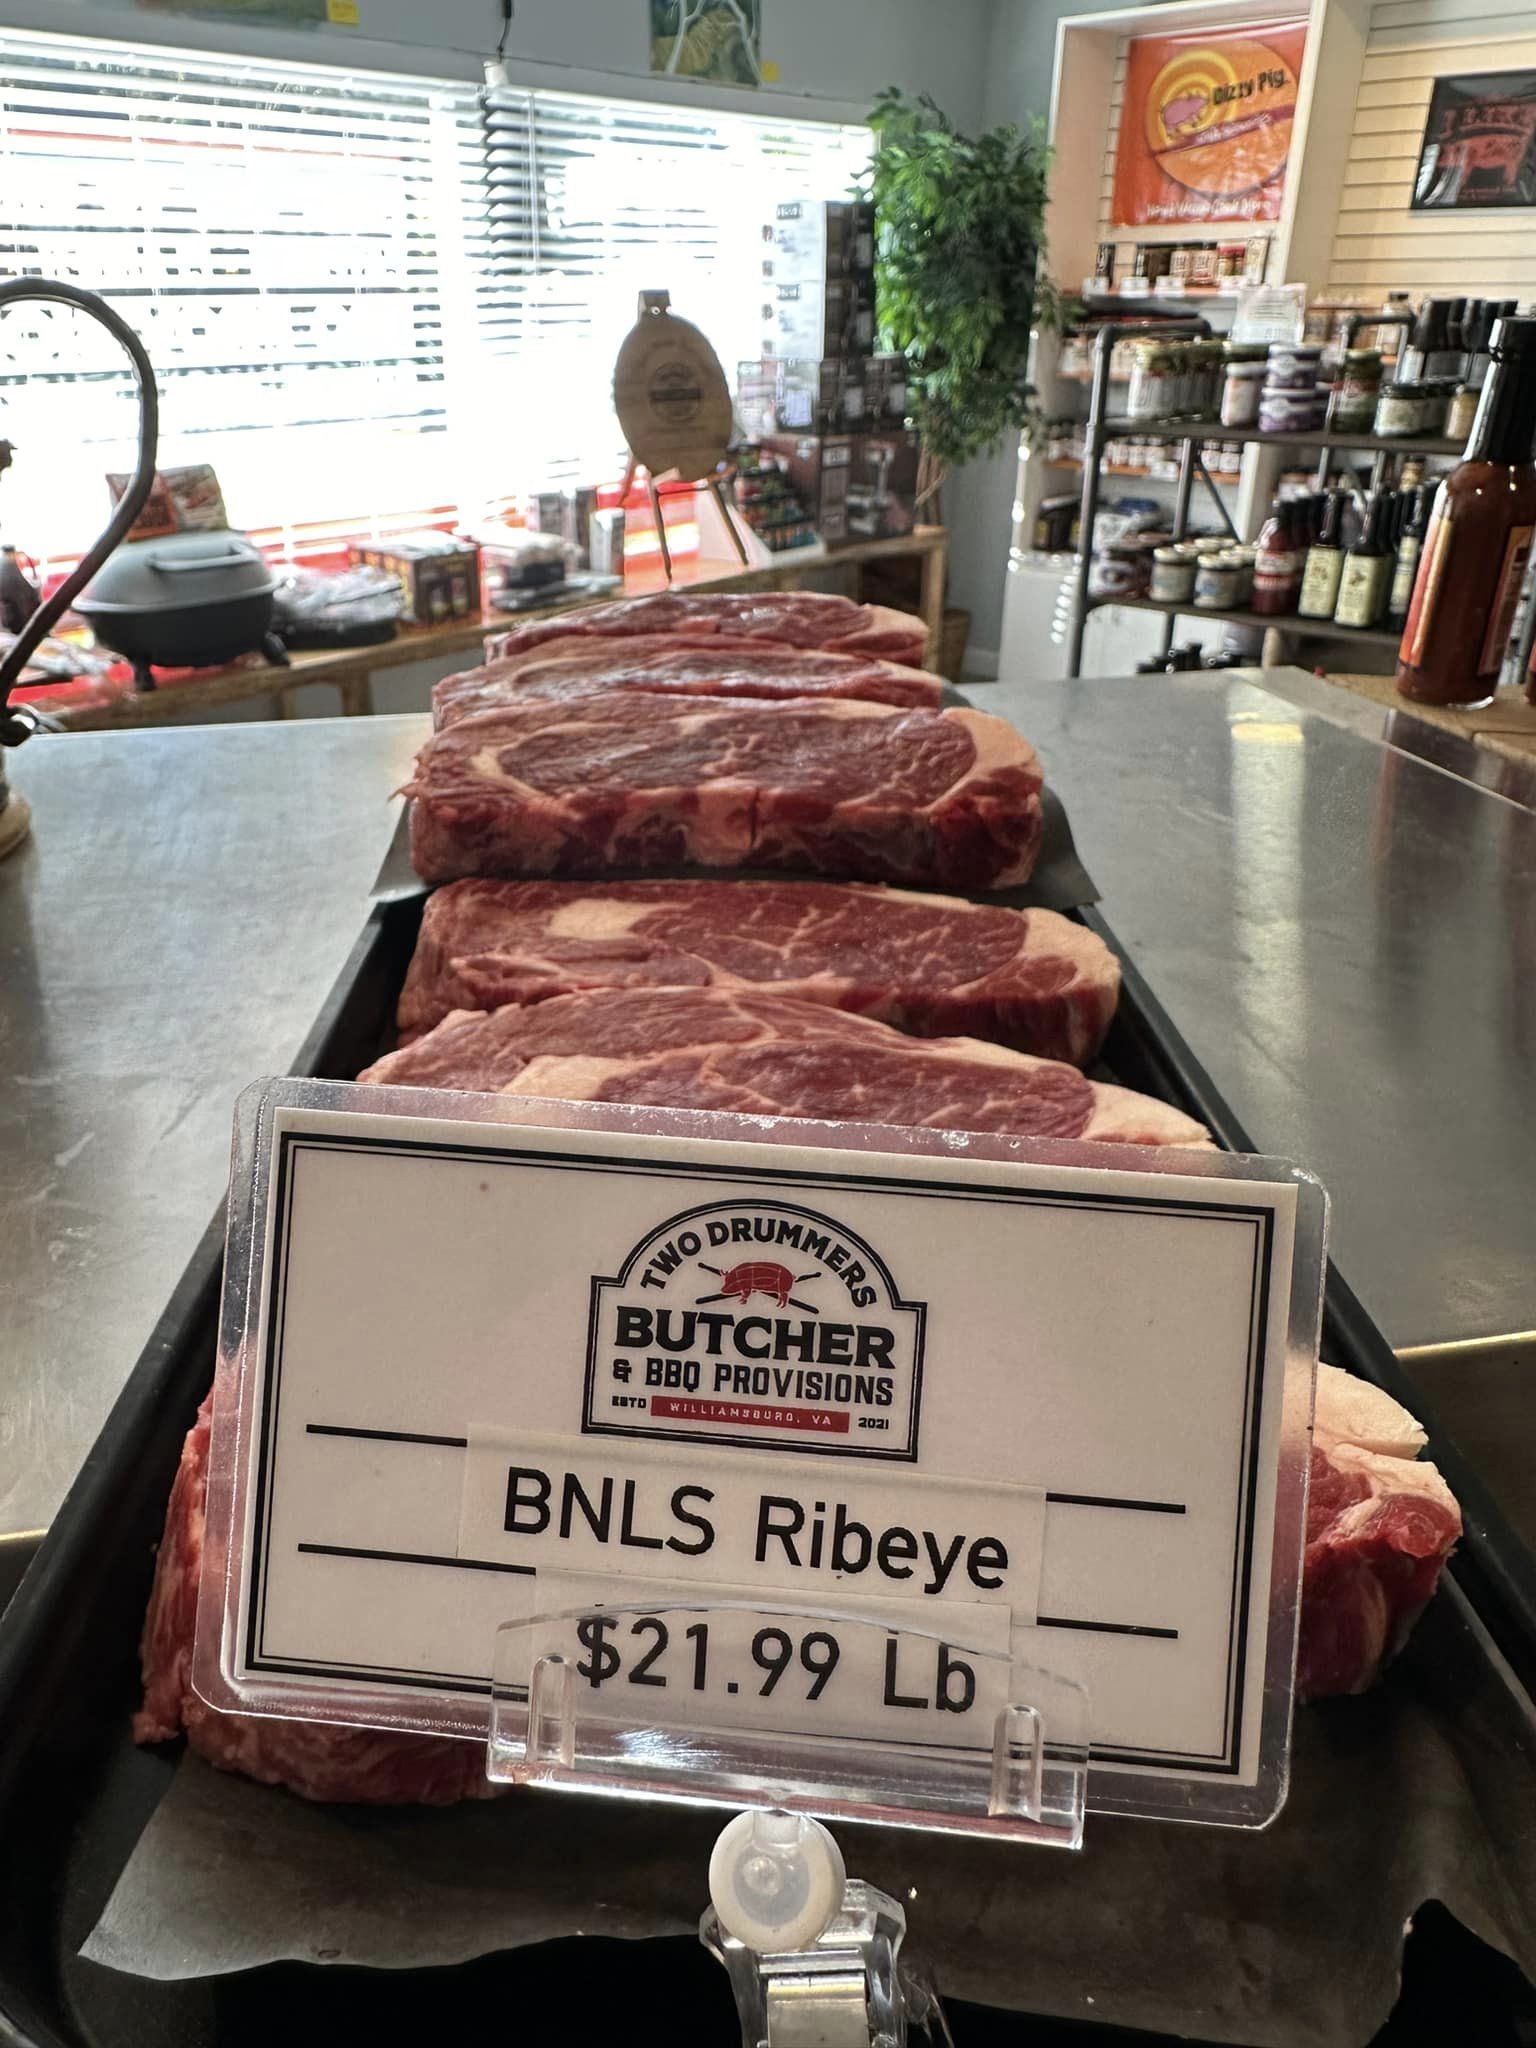 Dizzy Pig
TWO DRUMMERS
BUTCHER
& BBQ PROVISIONS
ESTD WILLIAMSBURG, VA 2021
BNLS Ribeye
$21.99 Lb